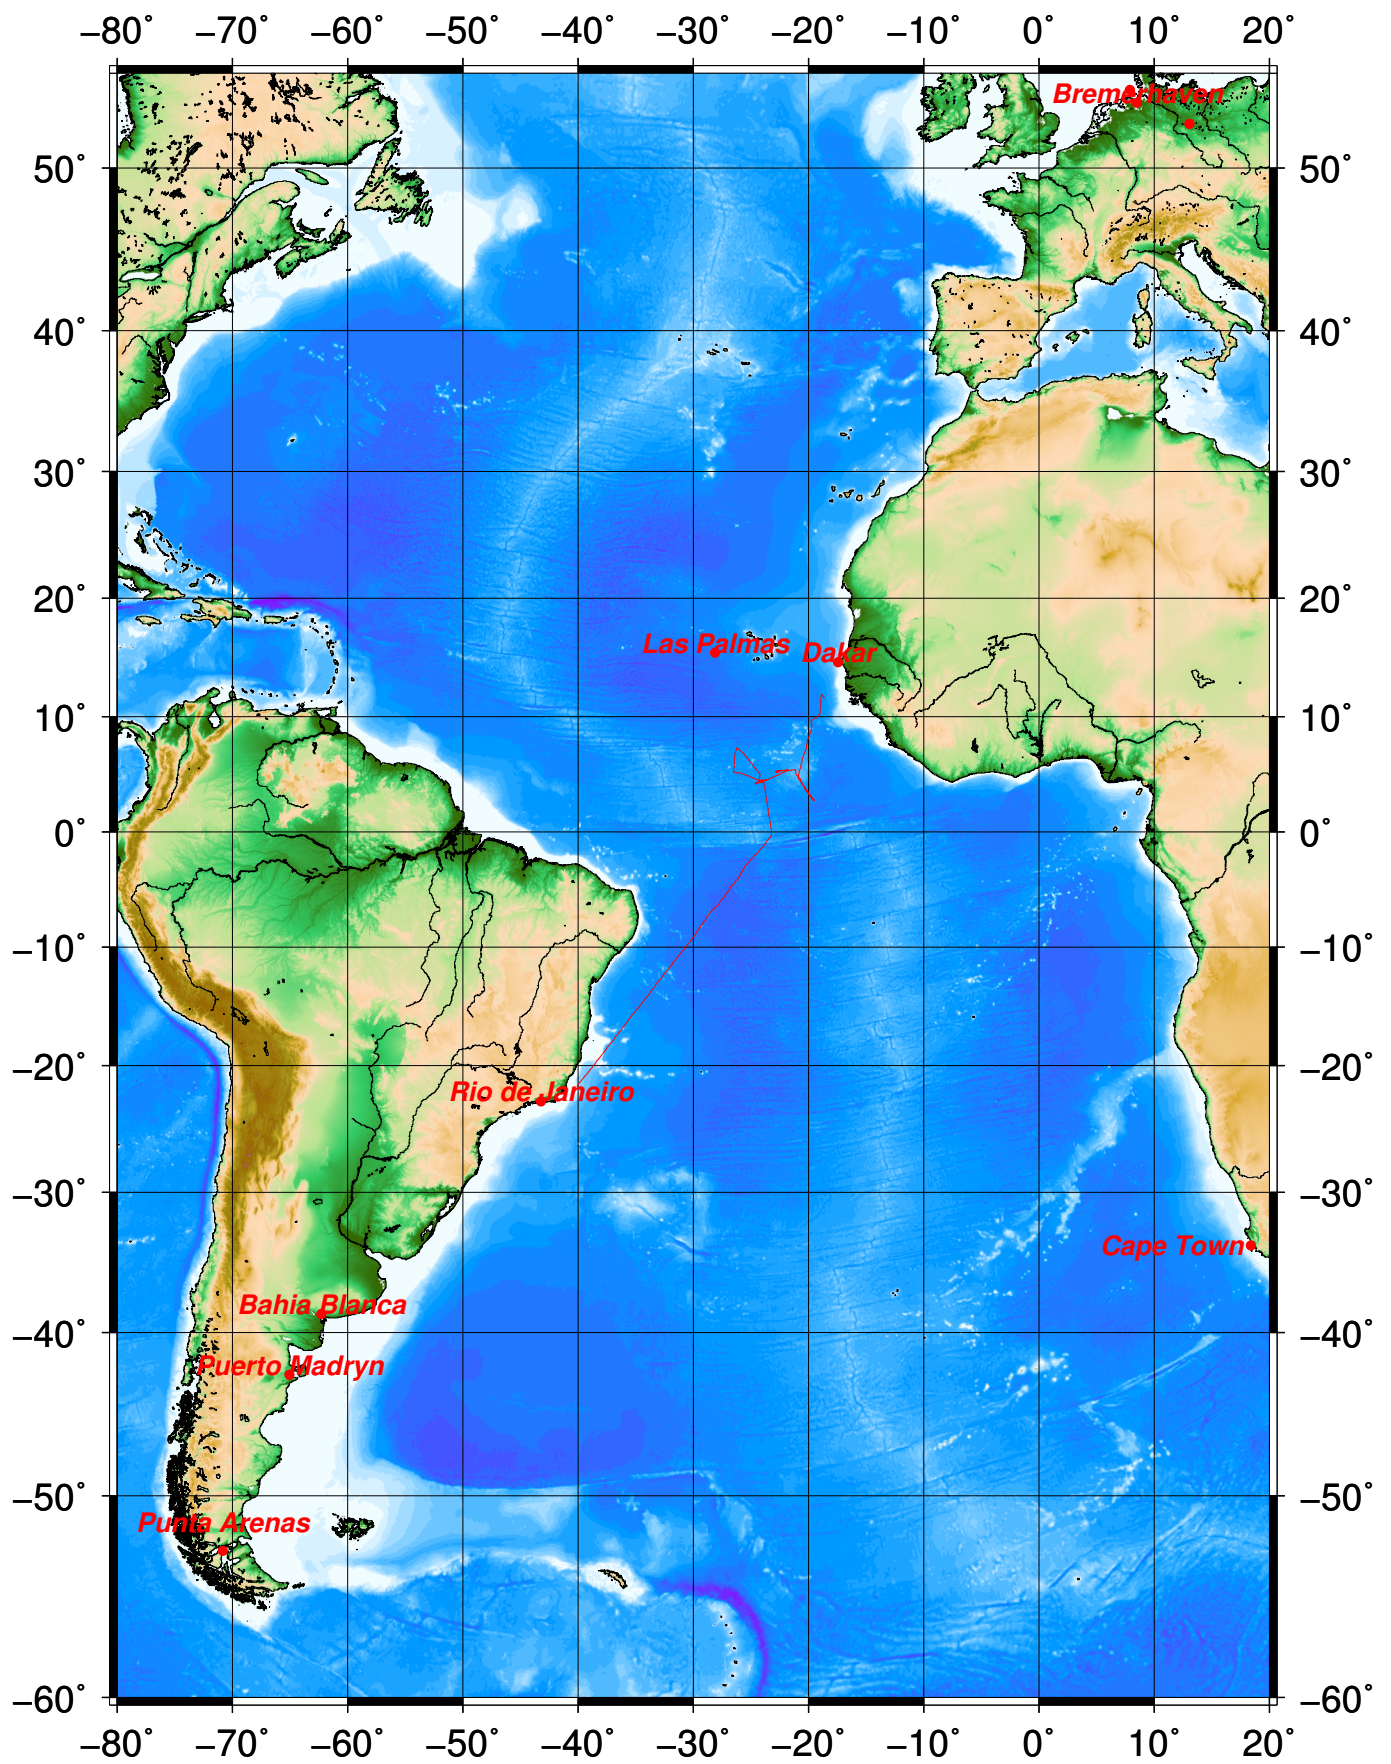 −80° −70° −60° −50° −40° −30° −20° −10° 0° 10° 20°
Bremerhaven
50° 50°
40° 40°
30° 30°
20° 20°
Las Palmas Dakar
10° 10°
0° 0°
−10° −10°
−20° −20°
Rio de Janeiro
−30° −30°
Cape Town
Bahia Blanca
−40° −40°
Puerto Madryn
−50° −50°
Punta Arenas
−60° −60°
−80° −70° −60° −50° −40° −30° −20° −10° 0° 10° 20°